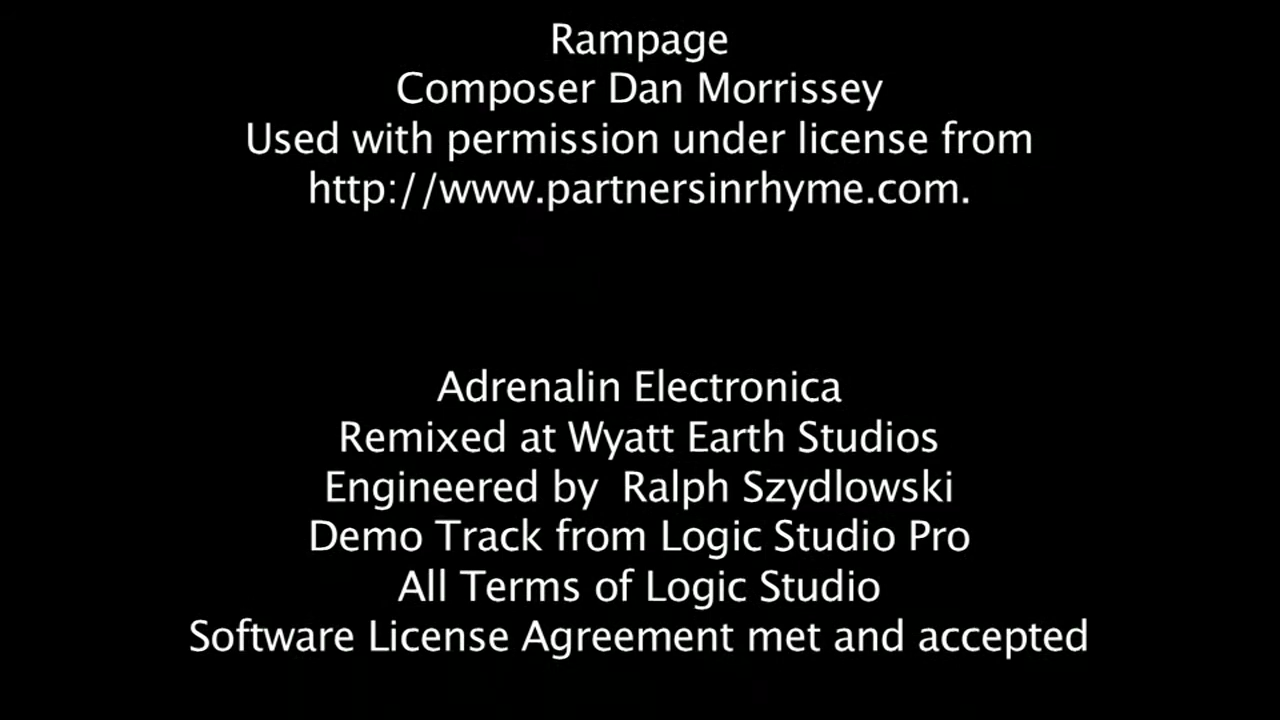 Rampage
Composer Dan Morrissey
Used with permission under license from
http://www.partnersinrhyme.com.
Adrenalin Electronica
Remixed at Wyatt Earth Studios
Engineered by  Ralph Szydlowski
Demo Track from Logic Studio Pro
All Terms of Logic Studio
Software License Agreement met and accepted